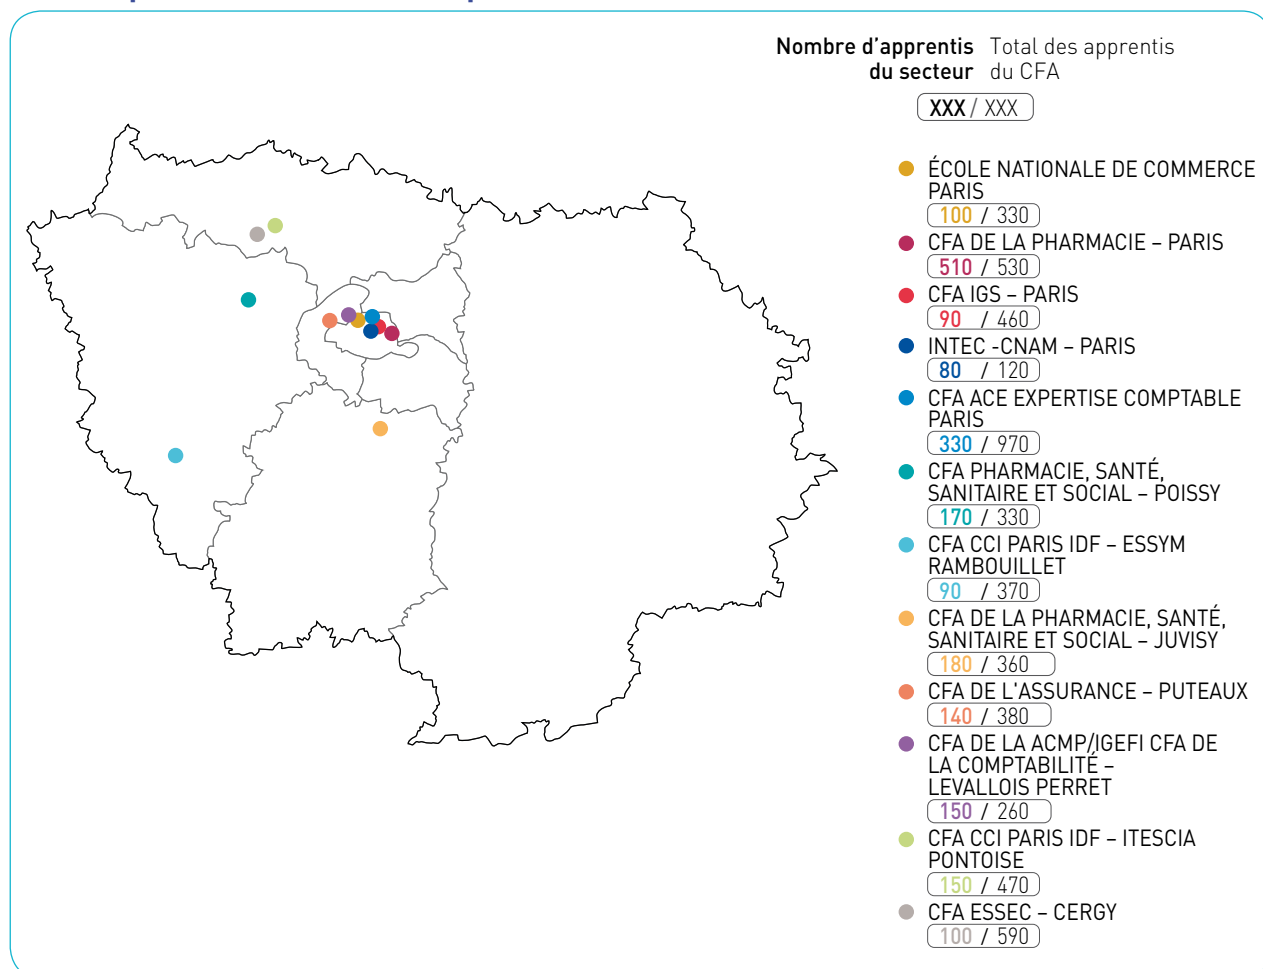 Nombre d'apprentis Total des apprentis
du secteur du CFA
XXX / XXX
ÉCOLE NATIONALE DE COMMERCE
PARIS
100 / 330
CFA DE LA PHARMACIE – PARIS
510 / 530
CFA IGS – PARIS
90 / 460
INTEC -CNAM – PARIS
80 / 120
CFA ACE EXPERTISE COMPTABLE
PARIS
330 / 970
CFA PHARMACIE, SANTÉ,
SANITAIRE ET SOCIAL – POISSY
170 / 330
CFA CCI PARIS IDF – ESSYM
RAMBOUILLET
90 / 370
CFA DE LA PHARMACIE, SANTÉ,
SANITAIRE ET SOCIAL – JUVISY
180 / 360
CFA DE L'ASSURANCE – PUTEAUX
140 / 380
CFA DE LA ACMP/IGEFI CFA DE
LA COMPTABILITÉ –
LEVALLOIS PERRET
150 / 260
CFA CCI PARIS IDF – ITESCIA
PONTOISE
150 / 470
CFA ESSEC – CERGY
100 / 590